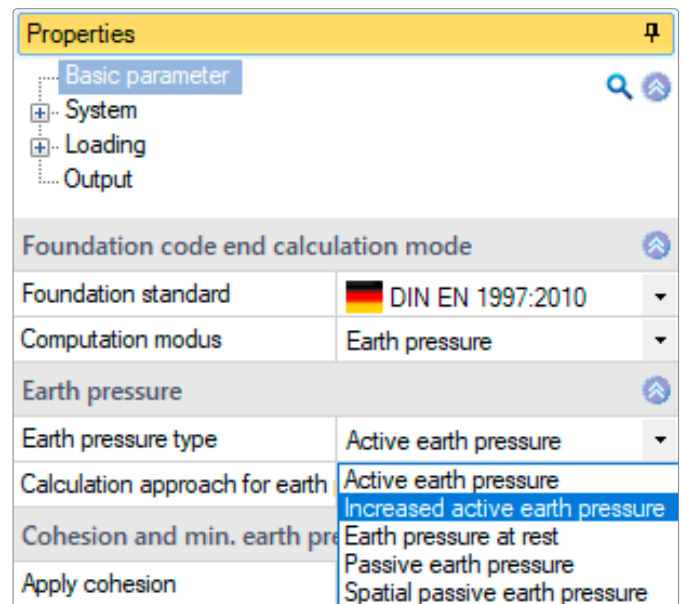 Properties
Basic parameter
System
Loading
Output
Foundation code end calculation mode
Foundation standard DIN EN 1997:2010
Computation modus Earth pressure
Earth pressure
Earth pressure type Active earth pressure
Calculation approach for earth Active earth pressure
Increased active earth pressure
Cohesion and min. earth pre Earth pressure at rest
Passive earth pressure
Apply cohesion Spatial passive earth pressure